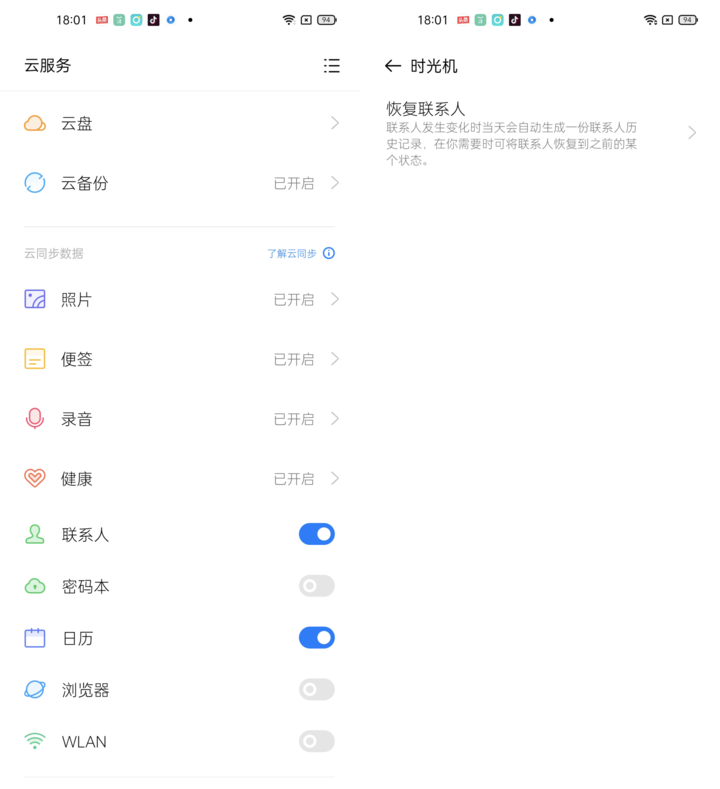 18:01
头条
94
云服务
云盘
云备份 已开启
云同步数据 了解云同步
照片 已开启
便签 已开启
录音 已开启
健康 已开启
联系人
密码本
日历
浏览器
WLAN
18:01
头条
94
时光机
恢复联系人
联系人发生变化时当天会自动生成一份联系人历
史记录，在你需要时可将联系人恢复到之前的某
个状态。